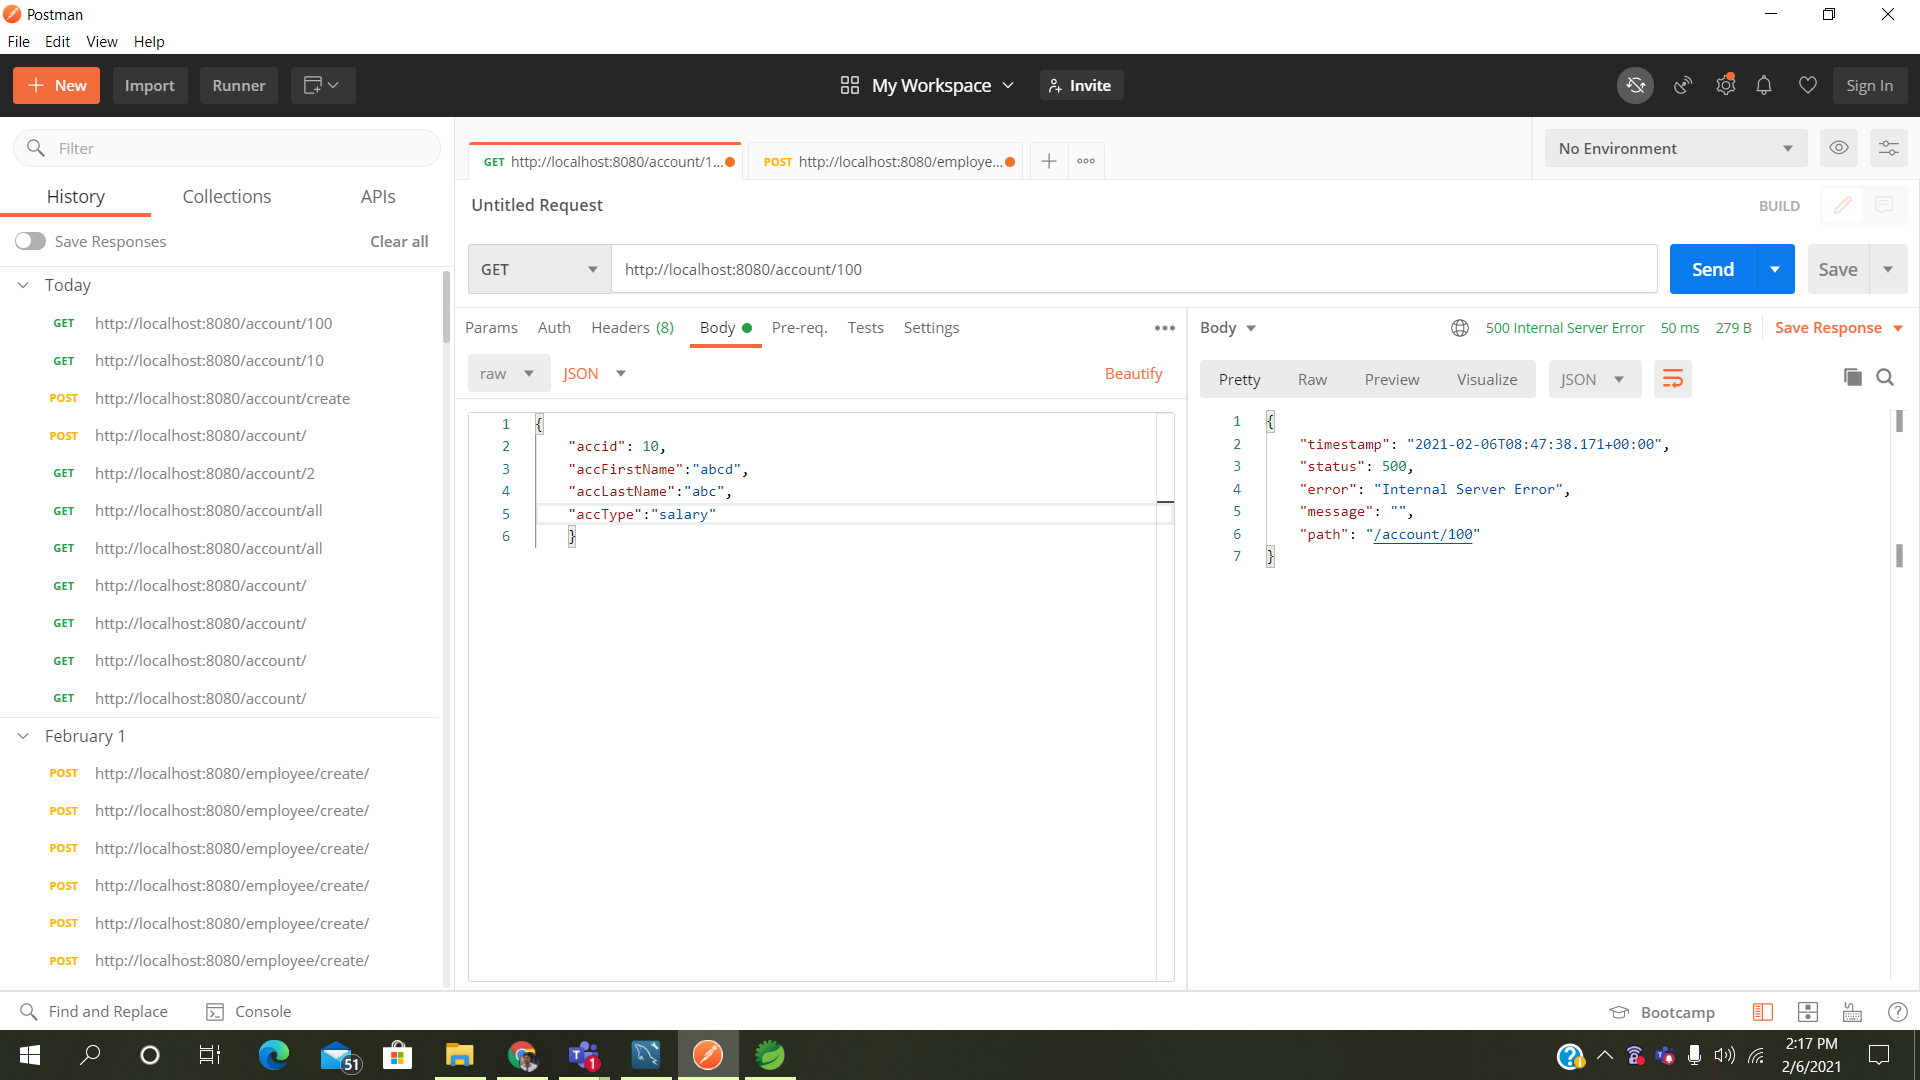 Postman
File Edit View Help
New Import Runner My Workspace Invite Sign In
Filter
History Collections APIs
Save Responses Clear all
Today
GET http://localhost:8080/account/100
GET http://localhost:8080/account/10
POST http://localhost:8080/account/create
POST http://localhost:8080/account/
GET http://localhost:8080/account/2
GET http://localhost:8080/account/all
GET http://localhost:8080/account/all
GET http://localhost:8080/account/
GET http://localhost:8080/account/
GET http://localhost:8080/account/
GET http://localhost:8080/account/
February 1
POST http://localhost:8080/employee/create/
POST http://localhost:8080/employee/create/
POST http://localhost:8080/employee/create/
POST http://localhost:8080/employee/create/
POST http://localhost:8080/employee/create/
POST http://localhost:8080/employee/create/
GET http://localhost:8080/account/1... POST http://localhost:8080/employe... No Environment
Untitled Request BUILD
GET http://localhost:8080/account/100 Send Save
Params Auth Headers (8) Body Pre-req. Tests Settings
raw JSON Beautify
1 {
2 "accid": 10,
3 "accFirstName":"abcd",
4 "accLastName":"abc",
5 "accType":"salary"
6 }
Body 500 Internal Server Error 50 ms 279 B Save Response
Pretty Raw Preview Visualize JSON
1 {
2 "timestamp": "2021-02-06T08:47:38.171+00:00",
3 "status": 500,
4 "error": "Internal Server Error",
5 "message": "",
6 "path": "/account/100"
7 }
Find and Replace Console Bootcamp
51 1
2:17 PM
2/6/2021